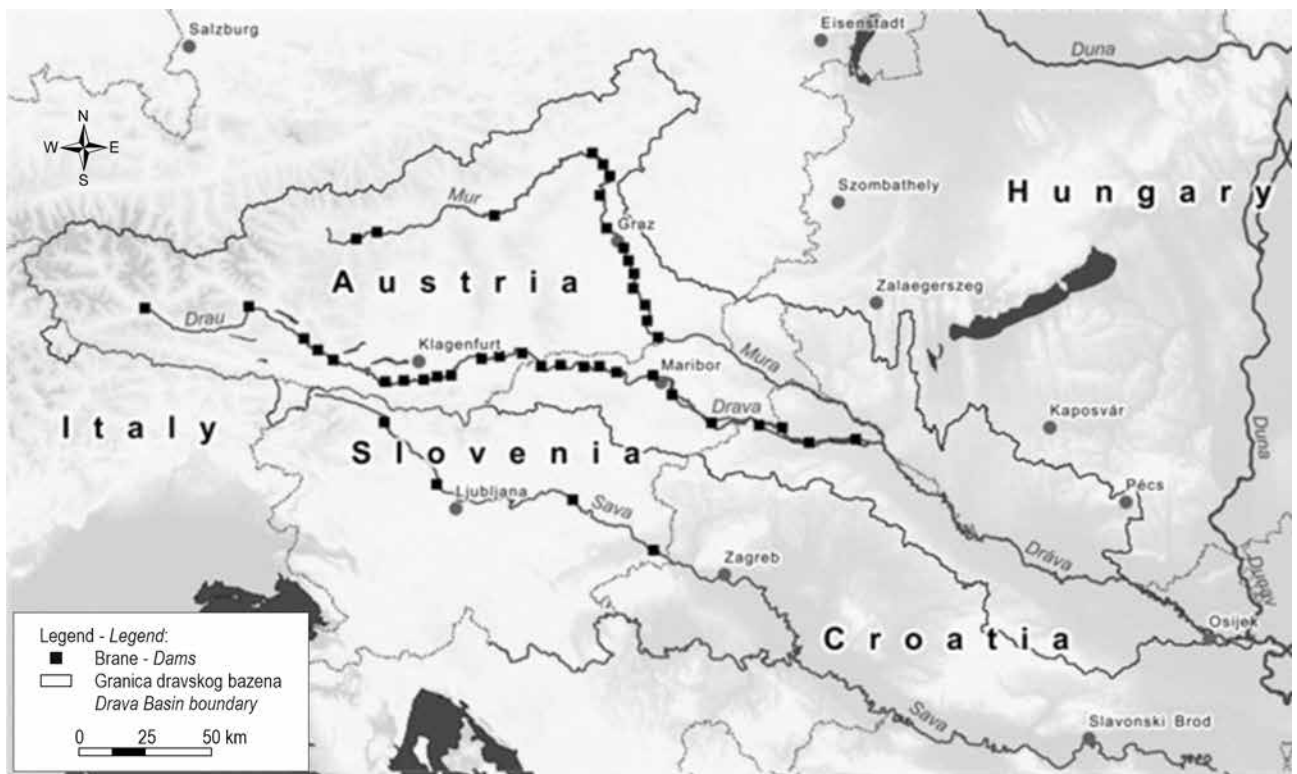 Salzburg
Eisenstadt
Duna
N
W E
S
Szombathely
Hungary
Mur
Graz
Austria
Zalaegerszeg
Drau
Klagenfurt
Mura
Maribor
Drava
Italy
Kaposvár
Slovenia
Duna
Ljubljana
Pécs
Sava
Zagreb
Dráva
Dunav
Osijek
Croatia
Sava
Slavonski Brod
Legend - Legend:
Brane - Dams
Granica dravskog bazena
Drava Basin boundary
0 25 50 km